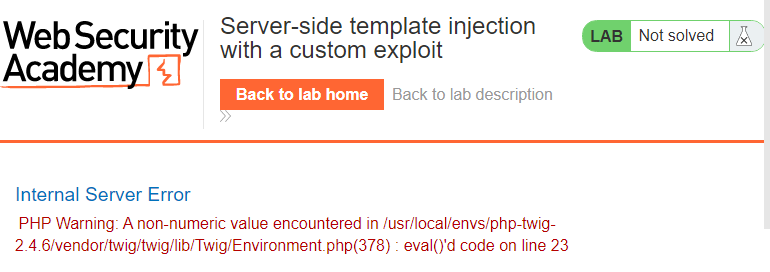 Web Security
Academy
Server-side template injection
with a custom exploit
LAB Not solved
Back to lab home Back to lab description
Internal Server Error
PHP Warning: A non-numeric value encountered in /usr/local/envs/php-twig-
2.4.6/vendor/twig/twig/lib/Twig/Environment.php(378) : eval()'d code on line 23